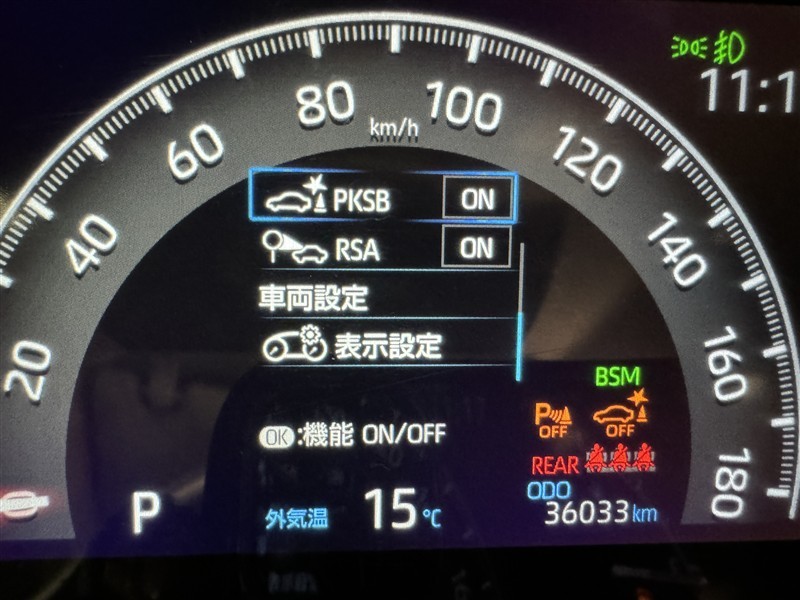 11:1
80
100
km/h
60
120
PKSB ON
40
140
RSA ON
車両設定
表示設定
20
160
BSM
P
OFF
OFF
OK:機能 ON/OFF
REAR
180
ODO
P
外気温 15℃
36033km